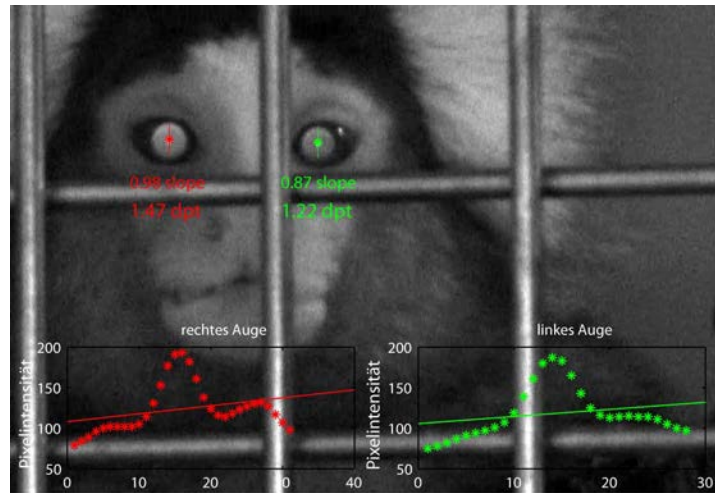 0.98 slope
1.47 dpt
0.87 slope
1.22 dpt
rechtes Auge
Pixelintensität
200
150
100
50
0
10
20
30
40
linkes Auge
Pixelintensität
200
150
100
50
0
10
20
30